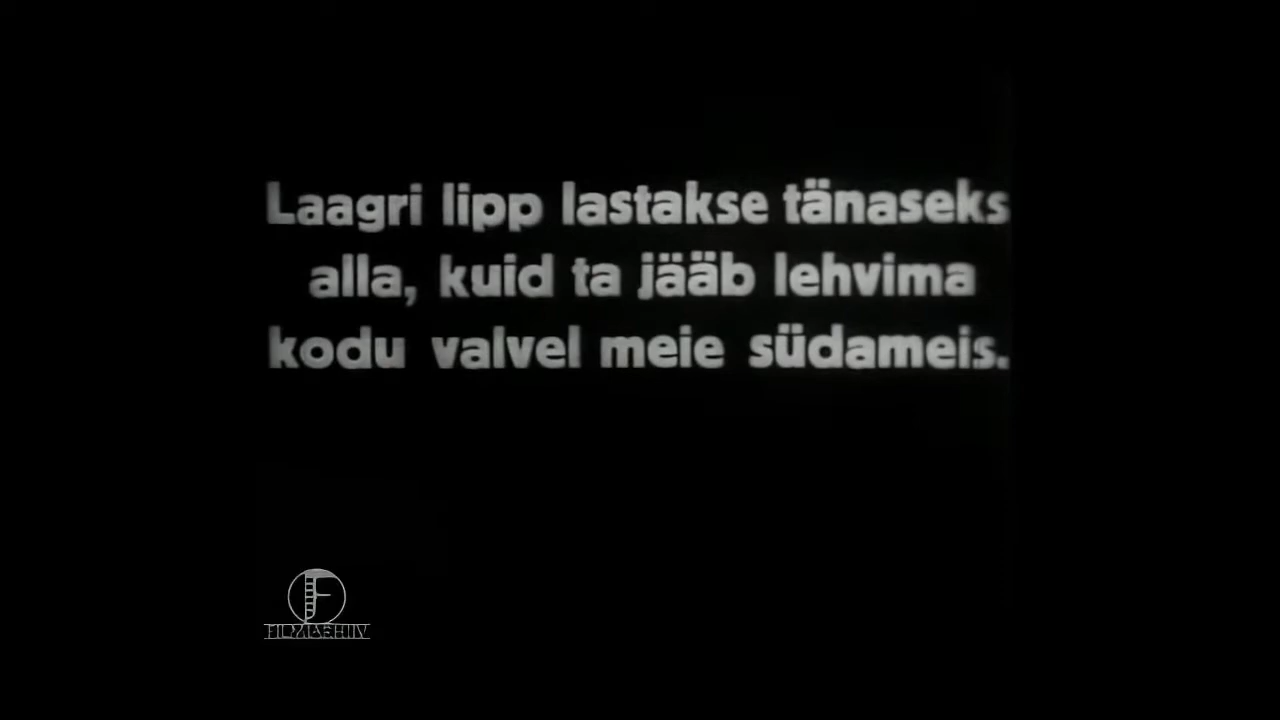 Laagri lipp lastakse tänaseks
alla, kuid ta jääb lehvima
kodu valvel meie südameis.
F
FILMIARHIIV